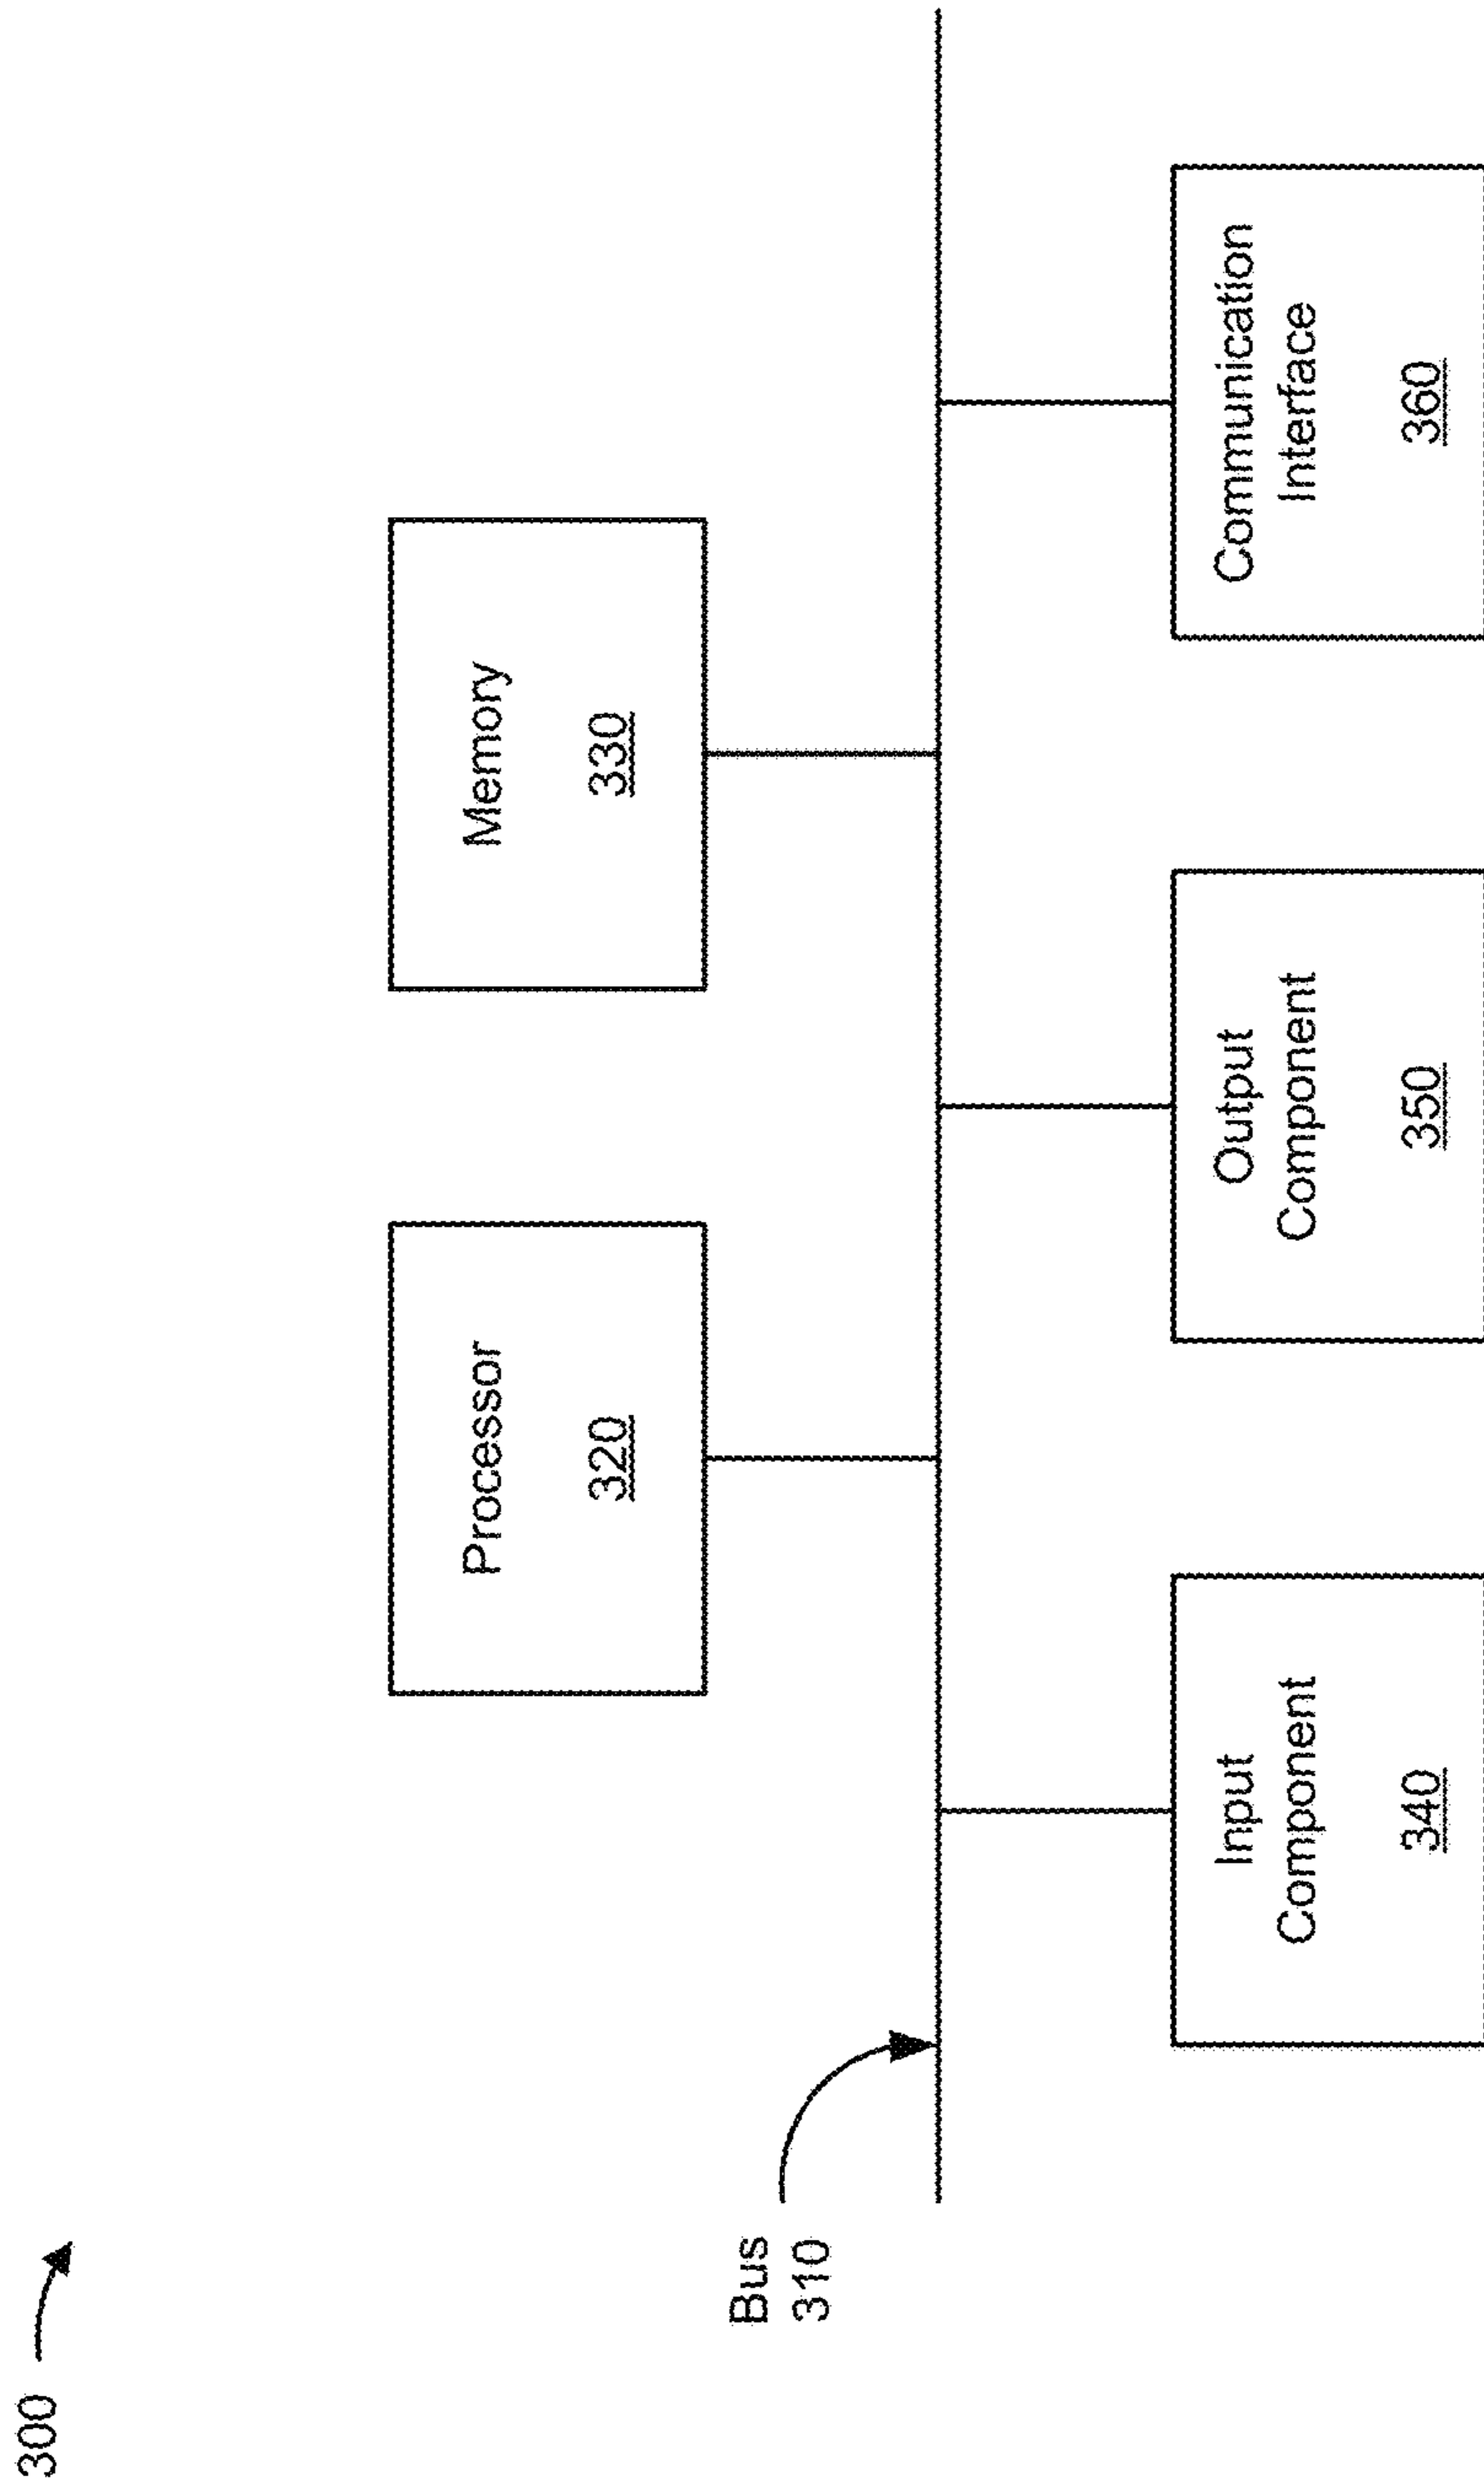 300
Bus
310
Processor
320
Memory
330
Input
Component
340
Output
Component
350
Communication
Interface
360